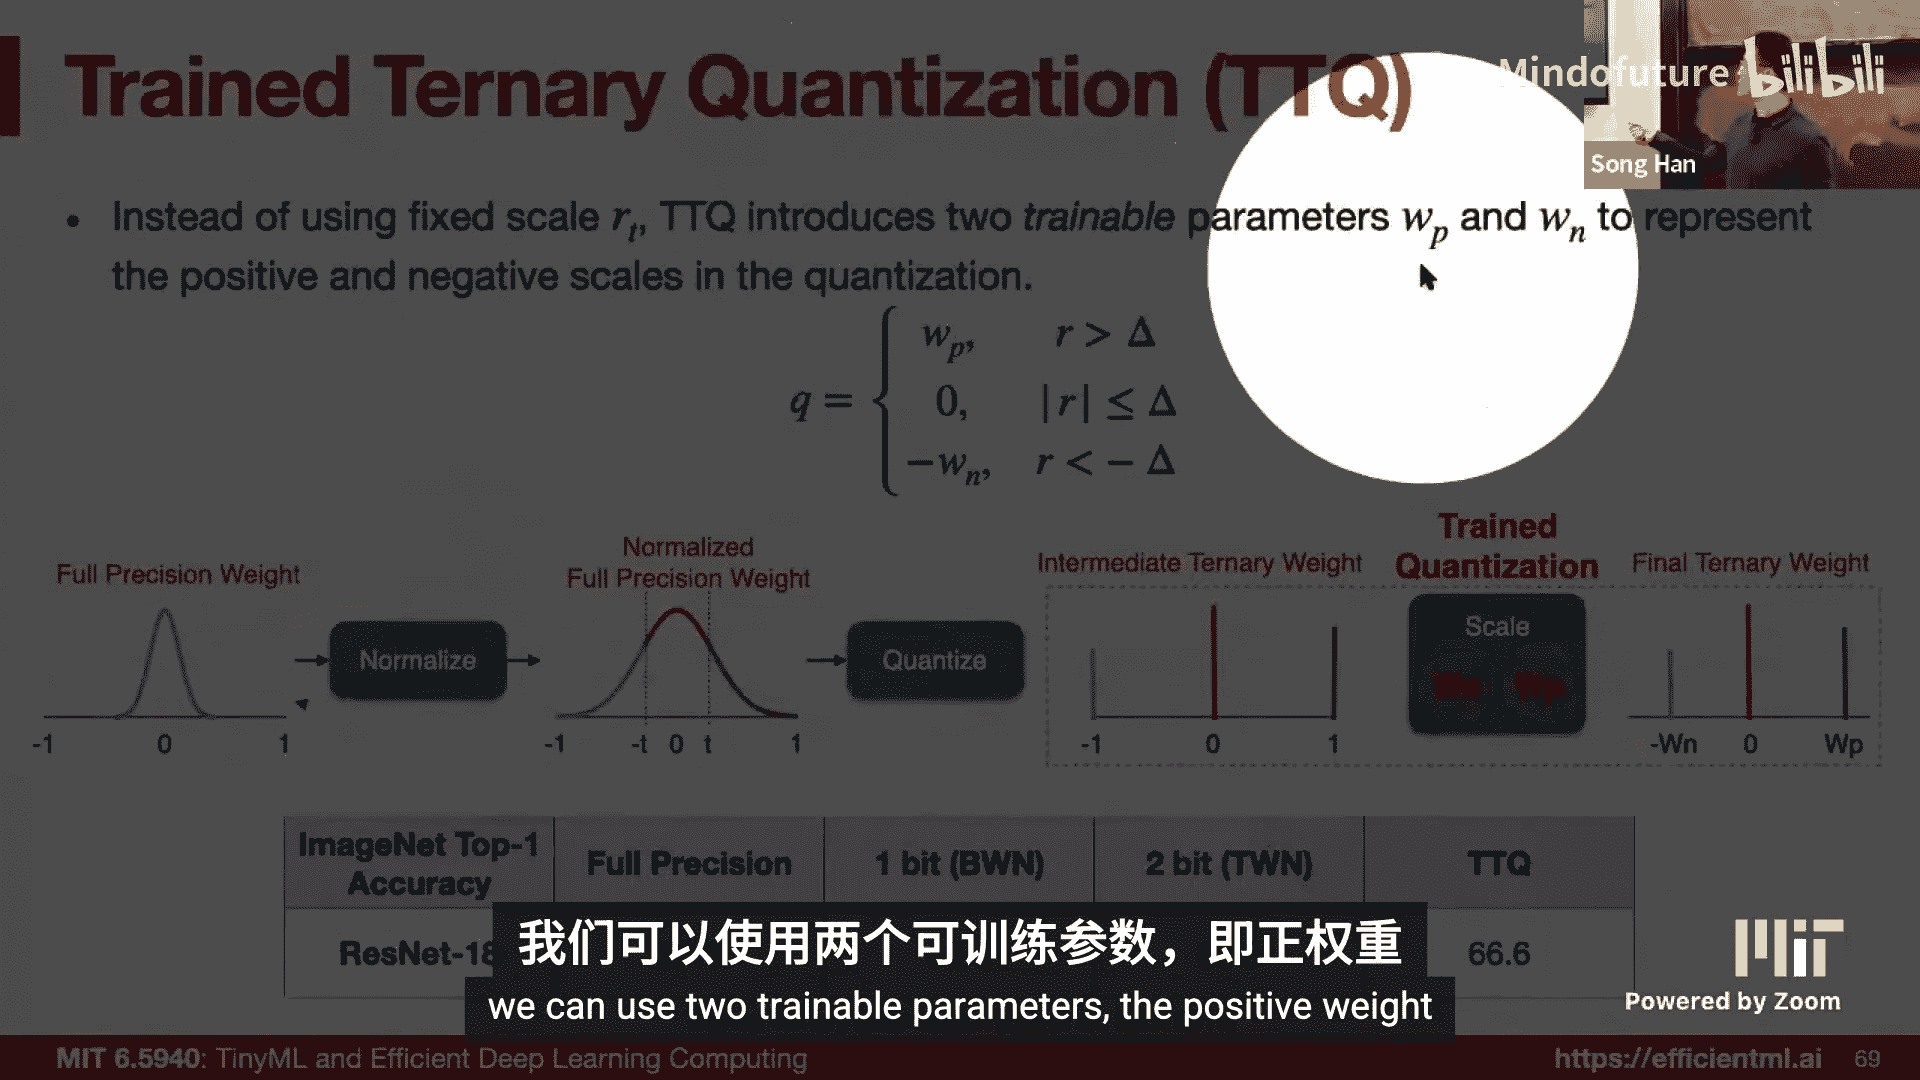 Trained Ternary Quantization (TTQ)
Mindofuture bilibili
Song Han
• Instead of using fixed scale r_t, TTQ introduces two trainable parameters w_p and w_n to represent
the positive and negative scales in the quantization.
w_p, r > Δ
q = { 0, |r| ≤ Δ
−w_n, r < − Δ
Full Precision Weight
Normalized
Full Precision Weight
Intermediate Ternary Weight
Trained
Quantization
Final Ternary Weight
Normalize
Quantize
Scale
Wn Wp
-1 0 1
-1 -t 0 t 1
-1 0 1
-Wn 0 Wp
ImageNet Top-1
Accuracy
Full Precision
1 bit (BWN)
2 bit (TWN)
TTQ
ResNet-18
66.6
我们可以使用两个可训练参数，即正权重
we can use two trainable parameters, the positive weight
MIT
Powered by Zoom
MIT 6.5940: TinyML and Efficient Deep Learning Computing
https://efficientml.ai
69